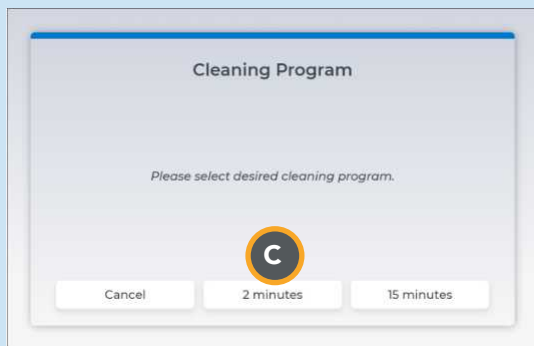 Cleaning Program
Please select desired cleaning program.
C
Cancel 2 minutes 15 minutes